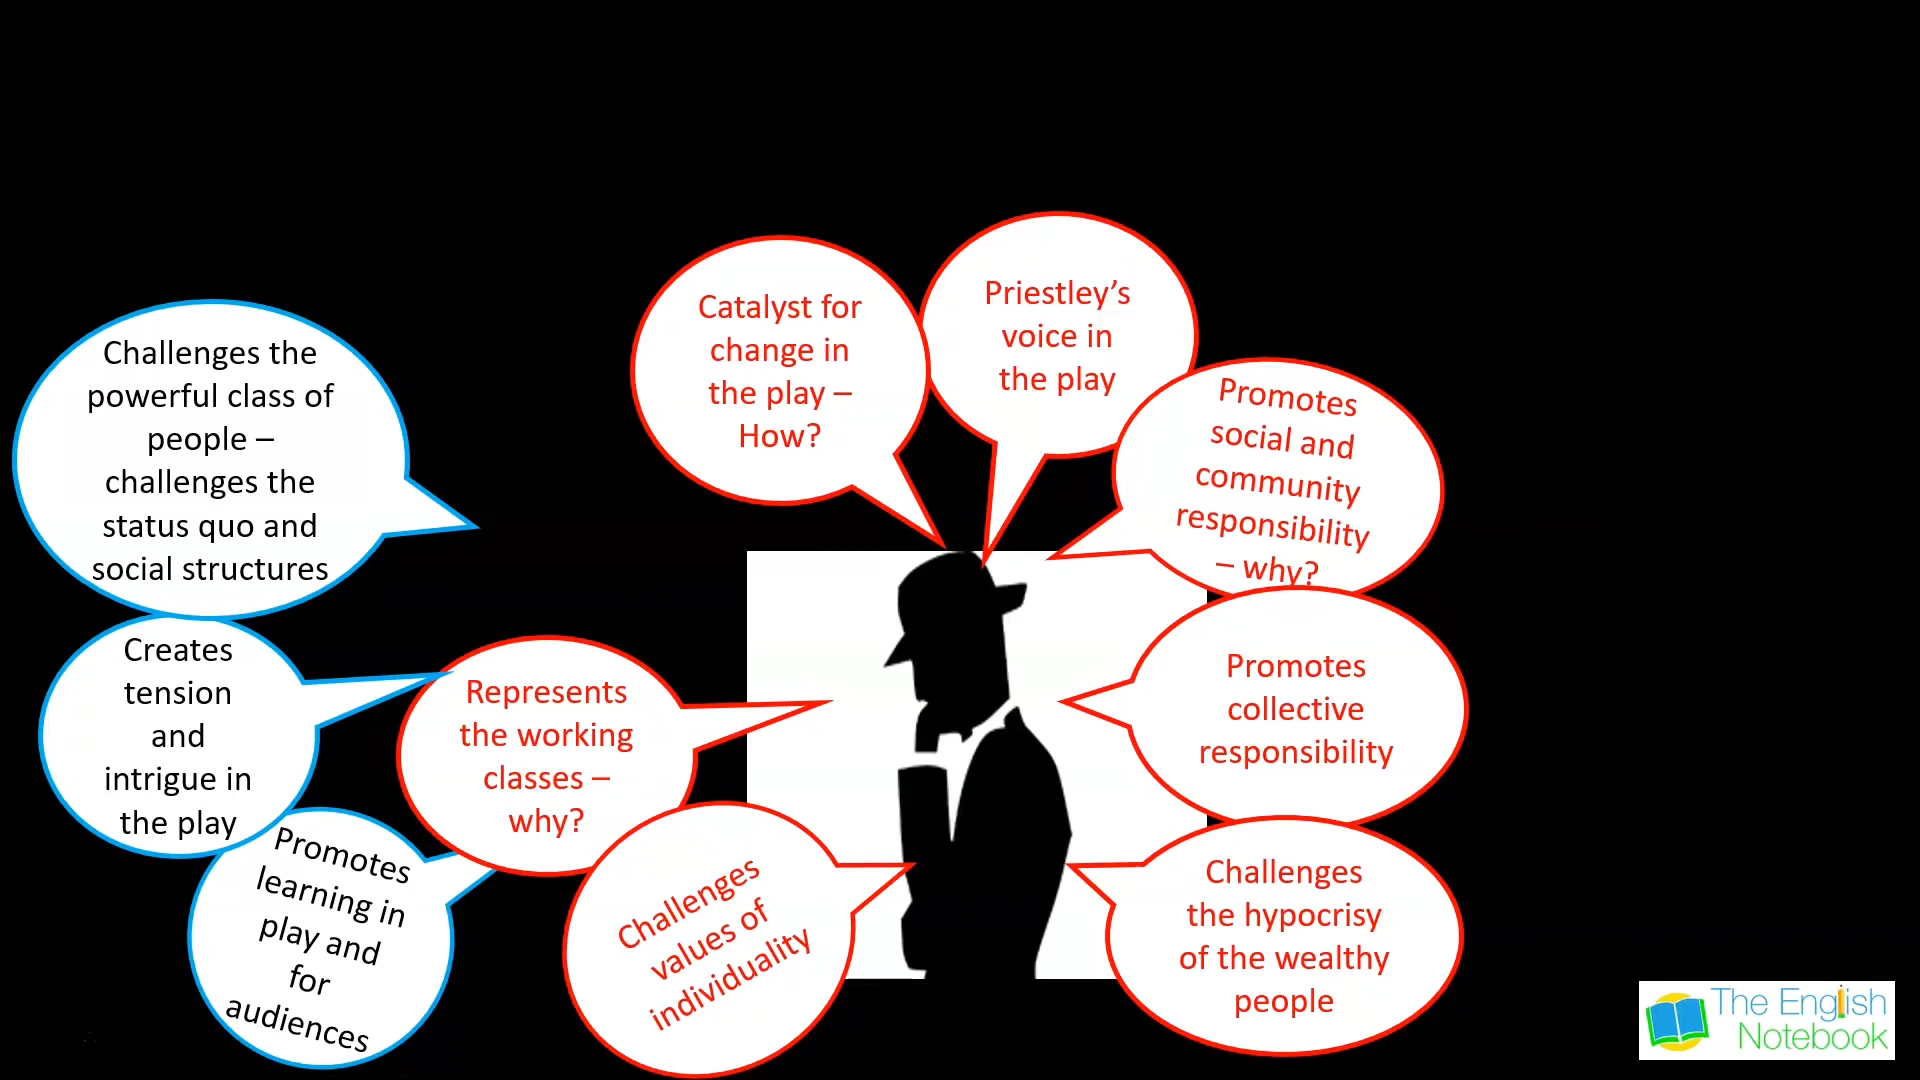 Challenges the
powerful class of
people –
challenges the
status quo and
social structures
Creates
tension
and
intrigue in
the play
Promotes
learning in
play and
for
audiences
Represents
the working
classes –
why?
Challenges
values of
individuality
Catalyst for
change in
the play –
How?
Priestley’s
voice in
the play
Promotes
social and
community
responsibility
– why?
Promotes
collective
responsibility
Challenges
the hypocrisy
of the wealthy
people
The English
Notebook